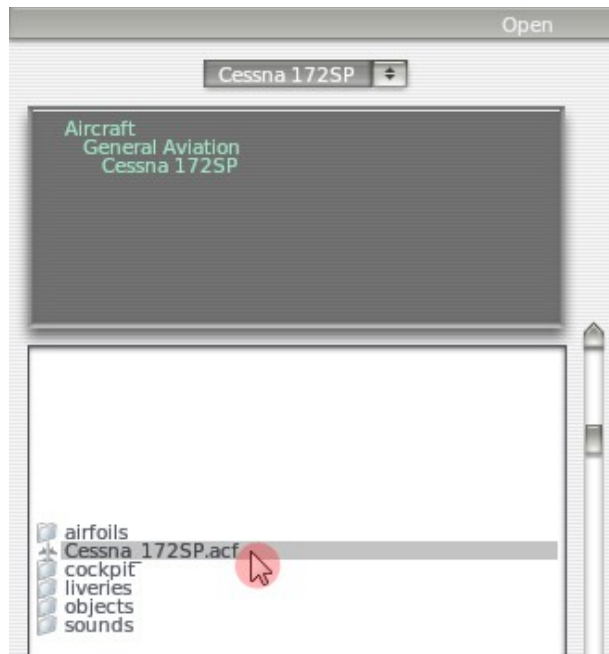 Open
Cessna 172SP
Aircraft
General Aviation
Cessna 172SP
airfoils
Cessna_172SP.acf
cockpit
liveries
objects
sounds